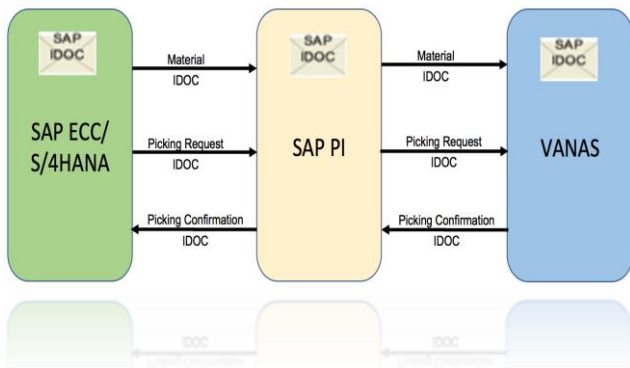 SAP
IDOC
SAP
IDOC
SAP
IDOC
Material
IDOC
Material
IDOC
SAP ECC/
S/4HANA
SAP PI
VANAS
Picking Request
IDOC
Picking Request
IDOC
Picking Confirmation
IDOC
Picking Confirmation
IDOC